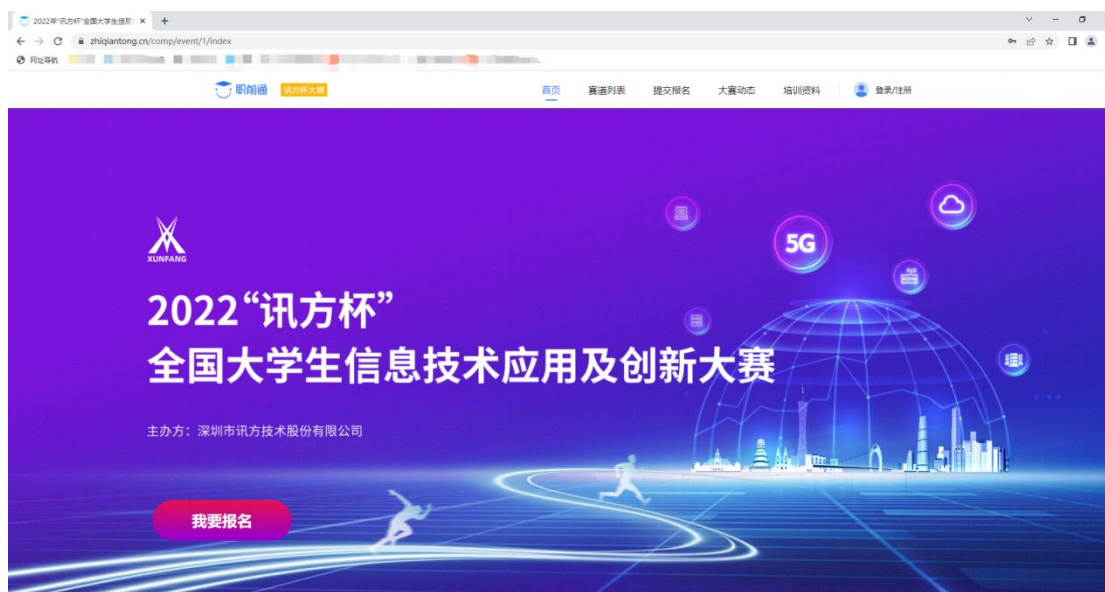 2022年“讯方杯”全国大学生信息
zhiqiantong.cn/comp/event/1/index
网址导航
职前通 讯方杯大赛 首页 赛道列表 提交报名 大赛动态 培训资料 登录/注册
5G
XUNFANG
2022“讯方杯”
全国大学生信息技术应用及创新大赛
主办方：深圳市讯方技术股份有限公司
我要报名